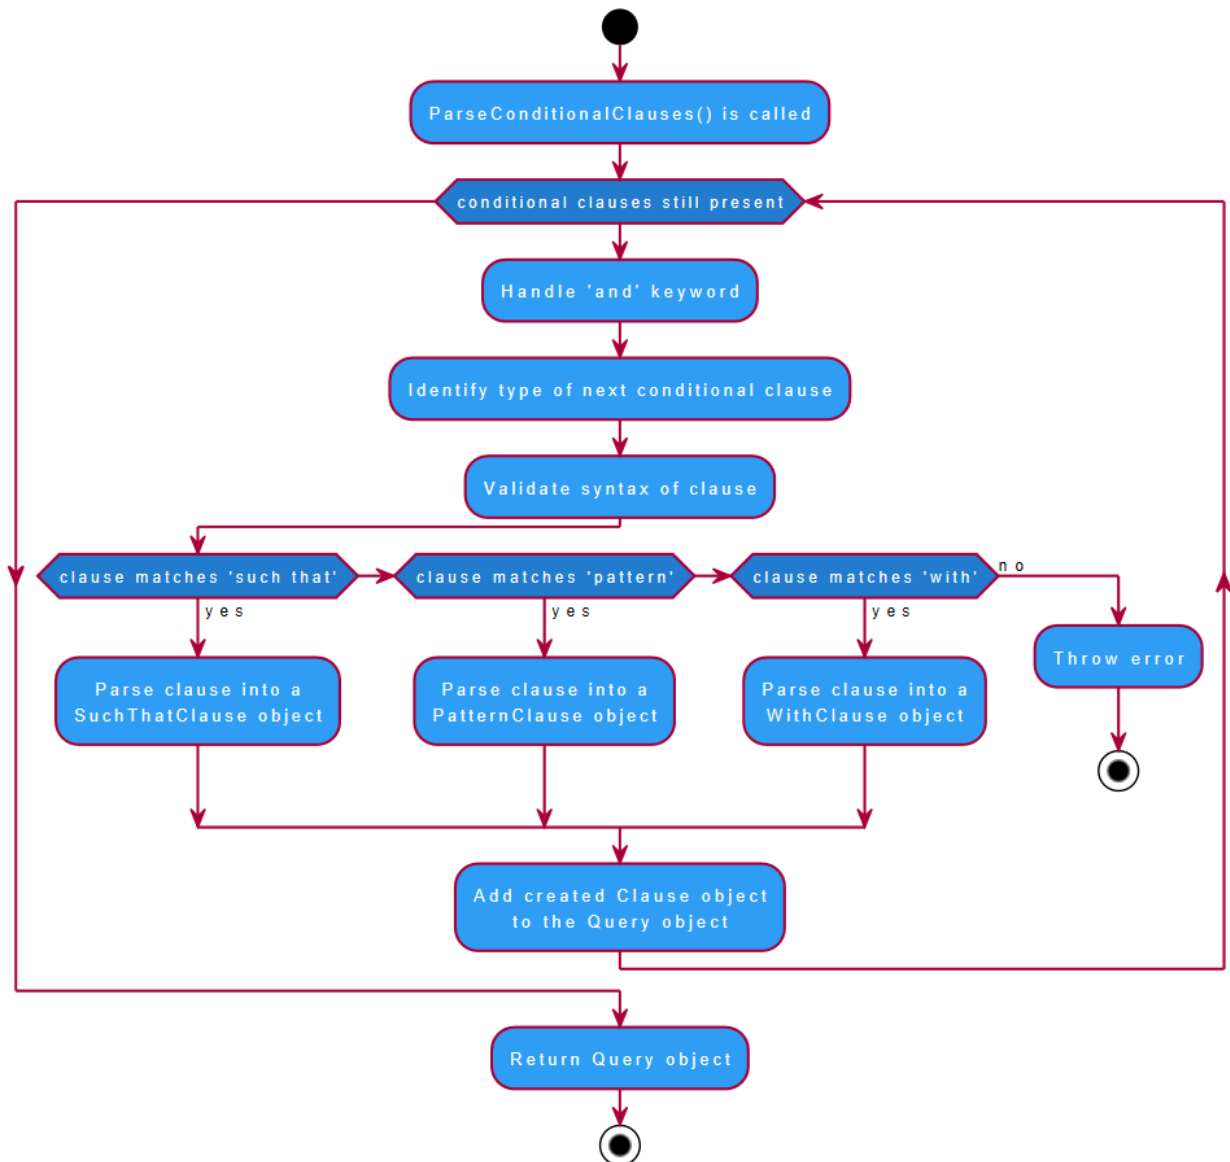 ParseConditionalClauses() is called
conditional clauses still present
Handle 'and' keyword
Identify type of next conditional clause
Validate syntax of clause
clause matches 'such that'
clause matches 'pattern'
clause matches 'with'
no
yes
yes
yes
Throw error
Parse clause into a
SuchThatClause object
Parse clause into a
PatternClause object
Parse clause into a
WithClause object
Add created Clause object
to the Query object
Return Query object